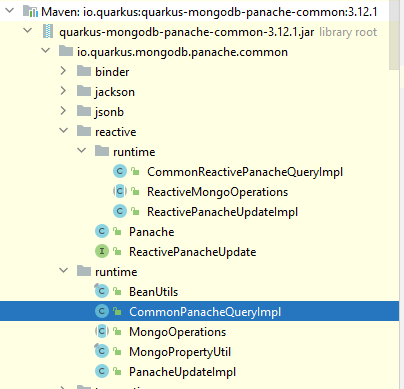 Maven: io.quarkus:quarkus-mongodb-panache-common:3.12.1
quarkus-mongodb-panache-common-3.12.1.jar library root
io.quarkus.mongodb.panache.common
binder
jackson
jsonb
reactive
runtime
CommonReactivePanacheQueryImpl
ReactiveMongoOperations
ReactivePanacheUpdateImpl
Panache
ReactivePanacheUpdate
runtime
BeanUtils
CommonPanacheQueryImpl
MongoOperations
MongoPropertyUtil
PanacheUpdateImpl